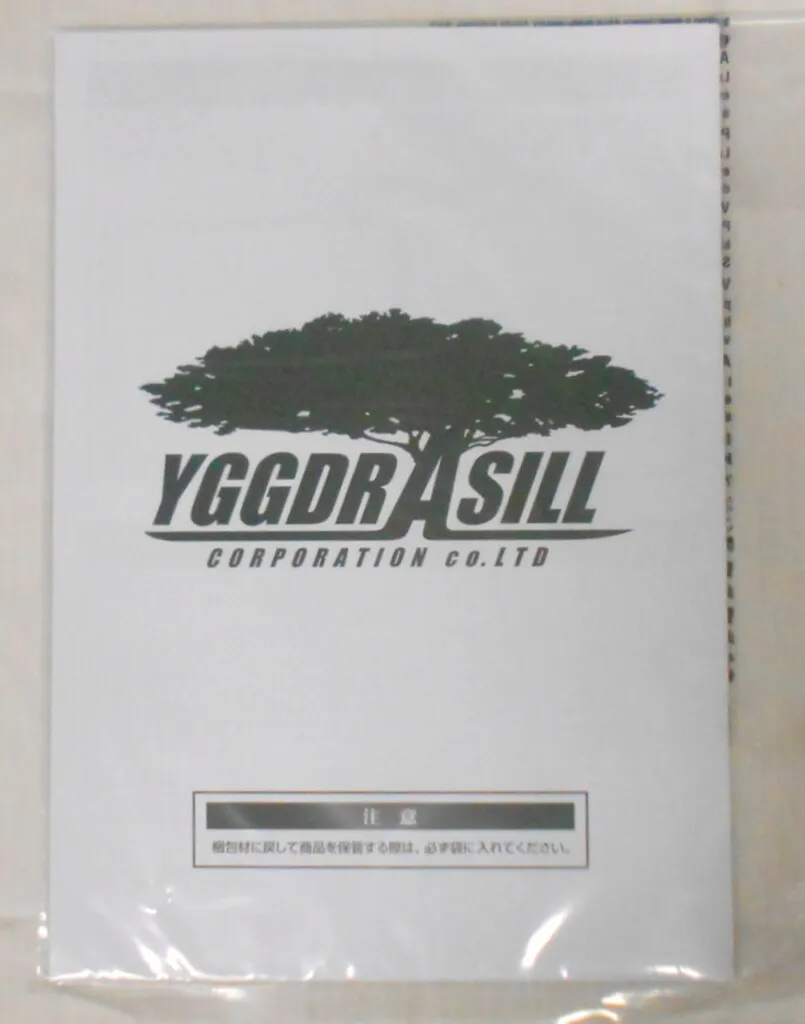 YGGDRASILL
CORPORATION co.LTD
注意
梱包材に戻して商品を保管する際は、必ず袋に入れてください。